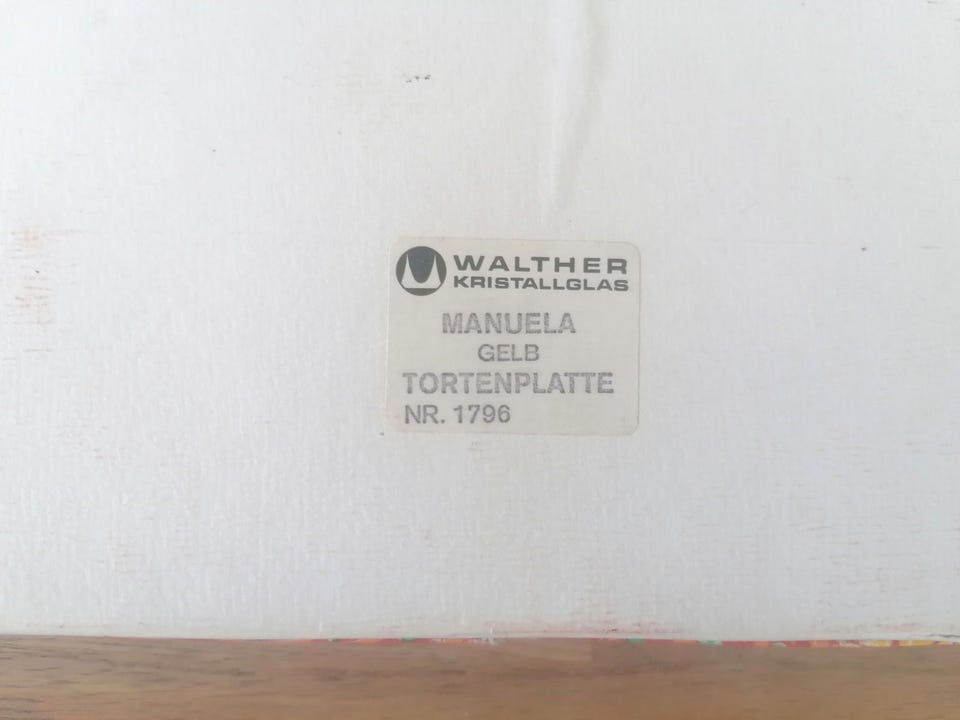 WALTHER
KRISTALLGLAS
MANUELA
GELB
TORTENPLATTE
NR. 1796